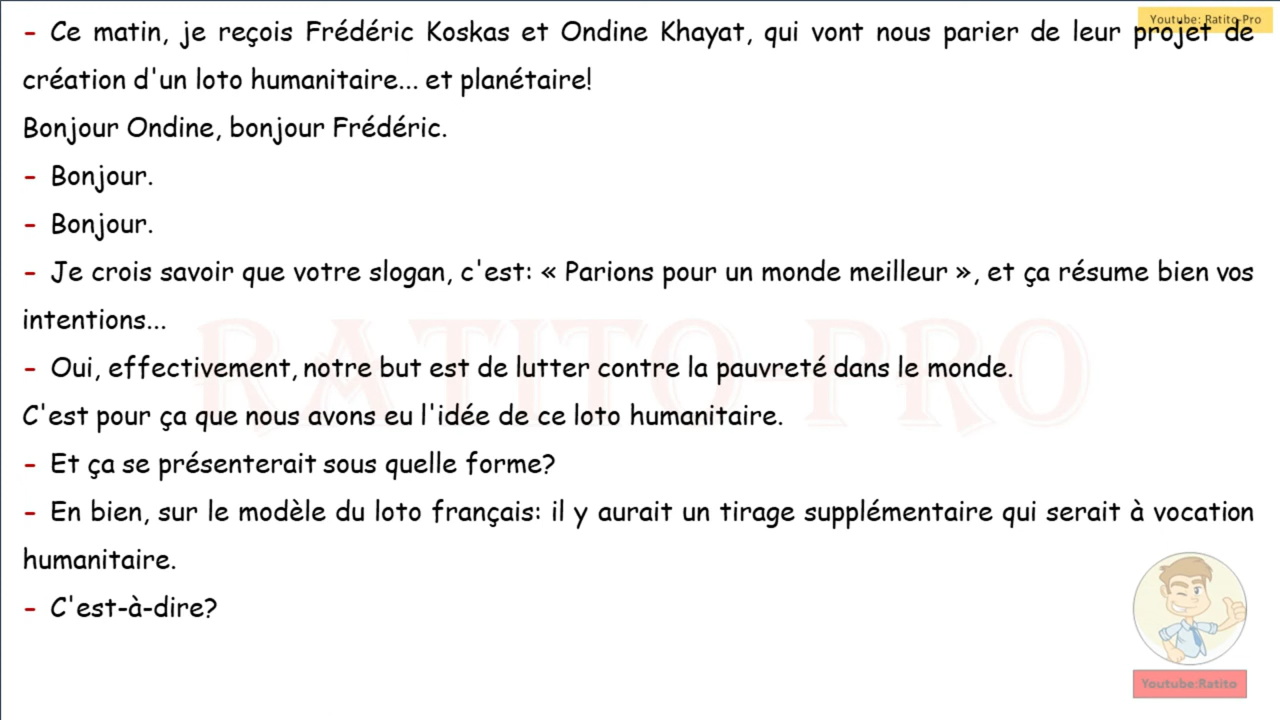 Youtube: Ratito-Pro
- Ce matin, je reçois Frédéric Koskas et Ondine Khayat, qui vont nous parier de leur projet de
création d'un loto humanitaire... et planétaire!
Bonjour Ondine, bonjour Frédéric.
- Bonjour.
- Bonjour.
- Je crois savoir que votre slogan, c'est: « Parions pour un monde meilleur », et ça résume bien vos
intentions...
RATITO-PRO
- Oui, effectivement, notre but est de lutter contre la pauvreté dans le monde.
C'est pour ça que nous avons eu l'idée de ce loto humanitaire.
- Et ça se présenterait sous quelle forme?
- En bien, sur le modèle du loto français: il y aurait un tirage supplémentaire qui serait à vocation
humanitaire.
- C'est-à-dire?
Youtube:Ratito